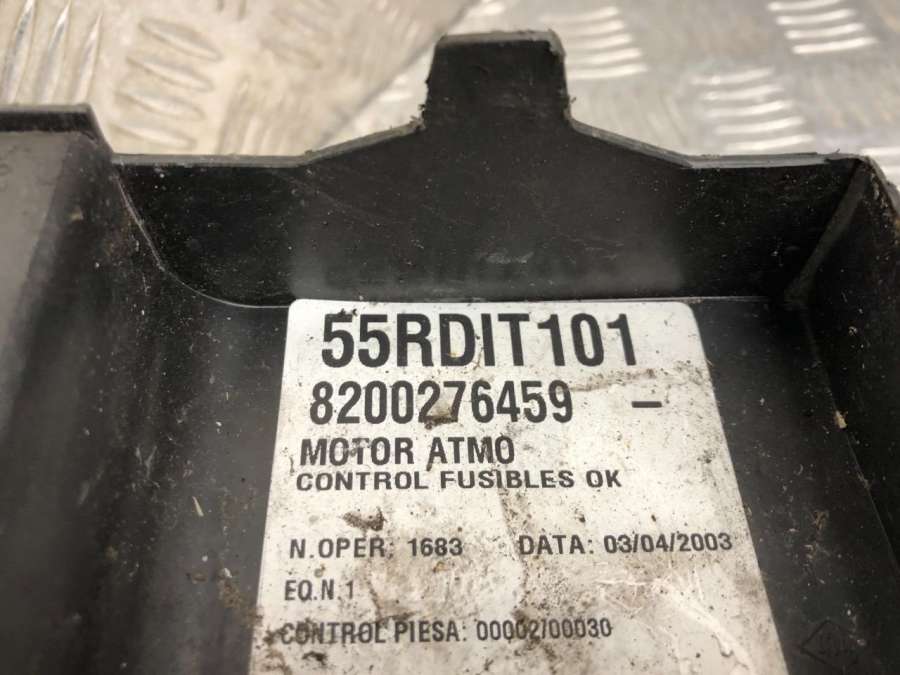 55RDIT101
8200276459 –
MOTOR ATMO
CONTROL FUSIBLES OK
N.OPER: 1683 DATA: 03/04/2003
EQ.N.1
CONTROL PIESA: 00002/00030